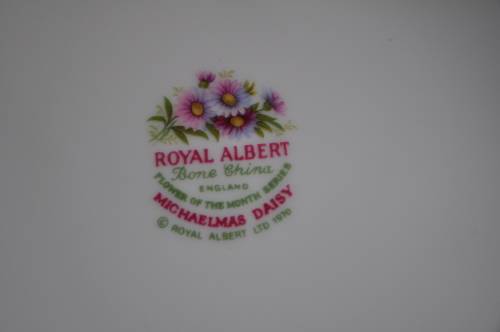 ROYAL ALBERT
Bone China
ENGLAND
FLOWER OF THE MONTH SERIES
MICHAELMAS DAISY
© ROYAL ALBERT LTD 1970